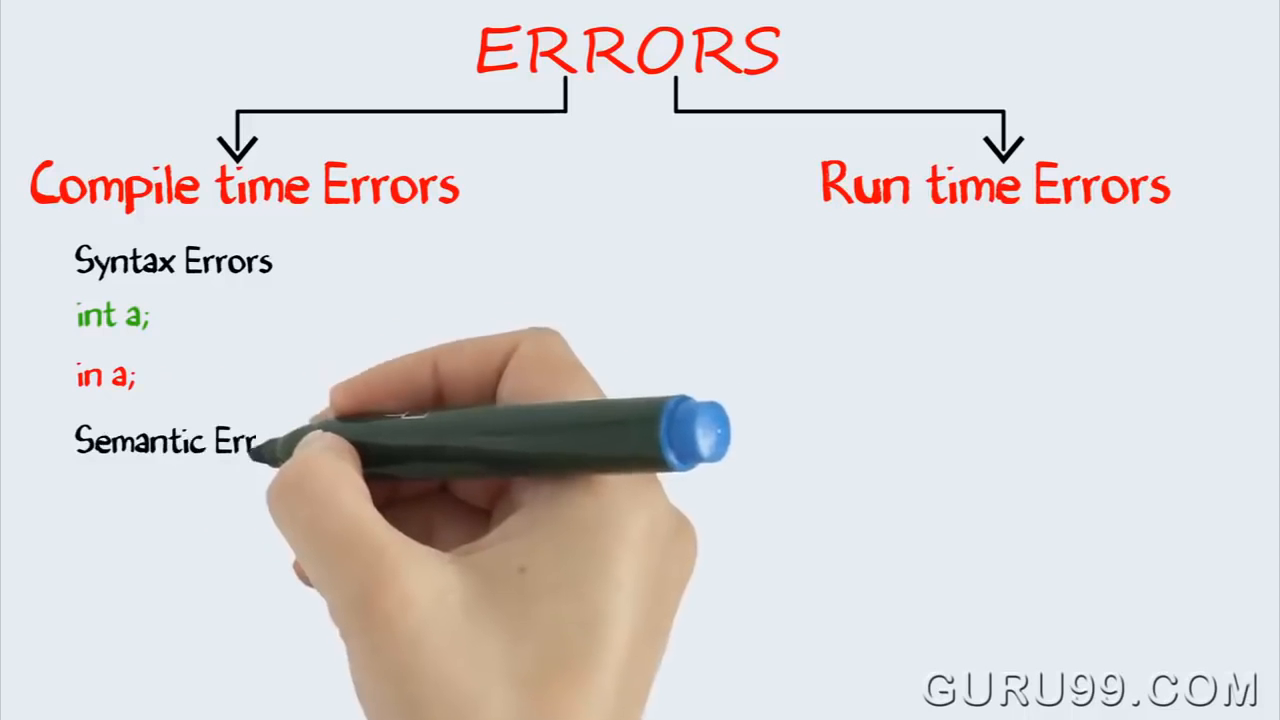 ERRORS
Compile time Errors
Run time Errors
Syntax Errors
int a;
in a;
Semantic Err
GURU99.COM